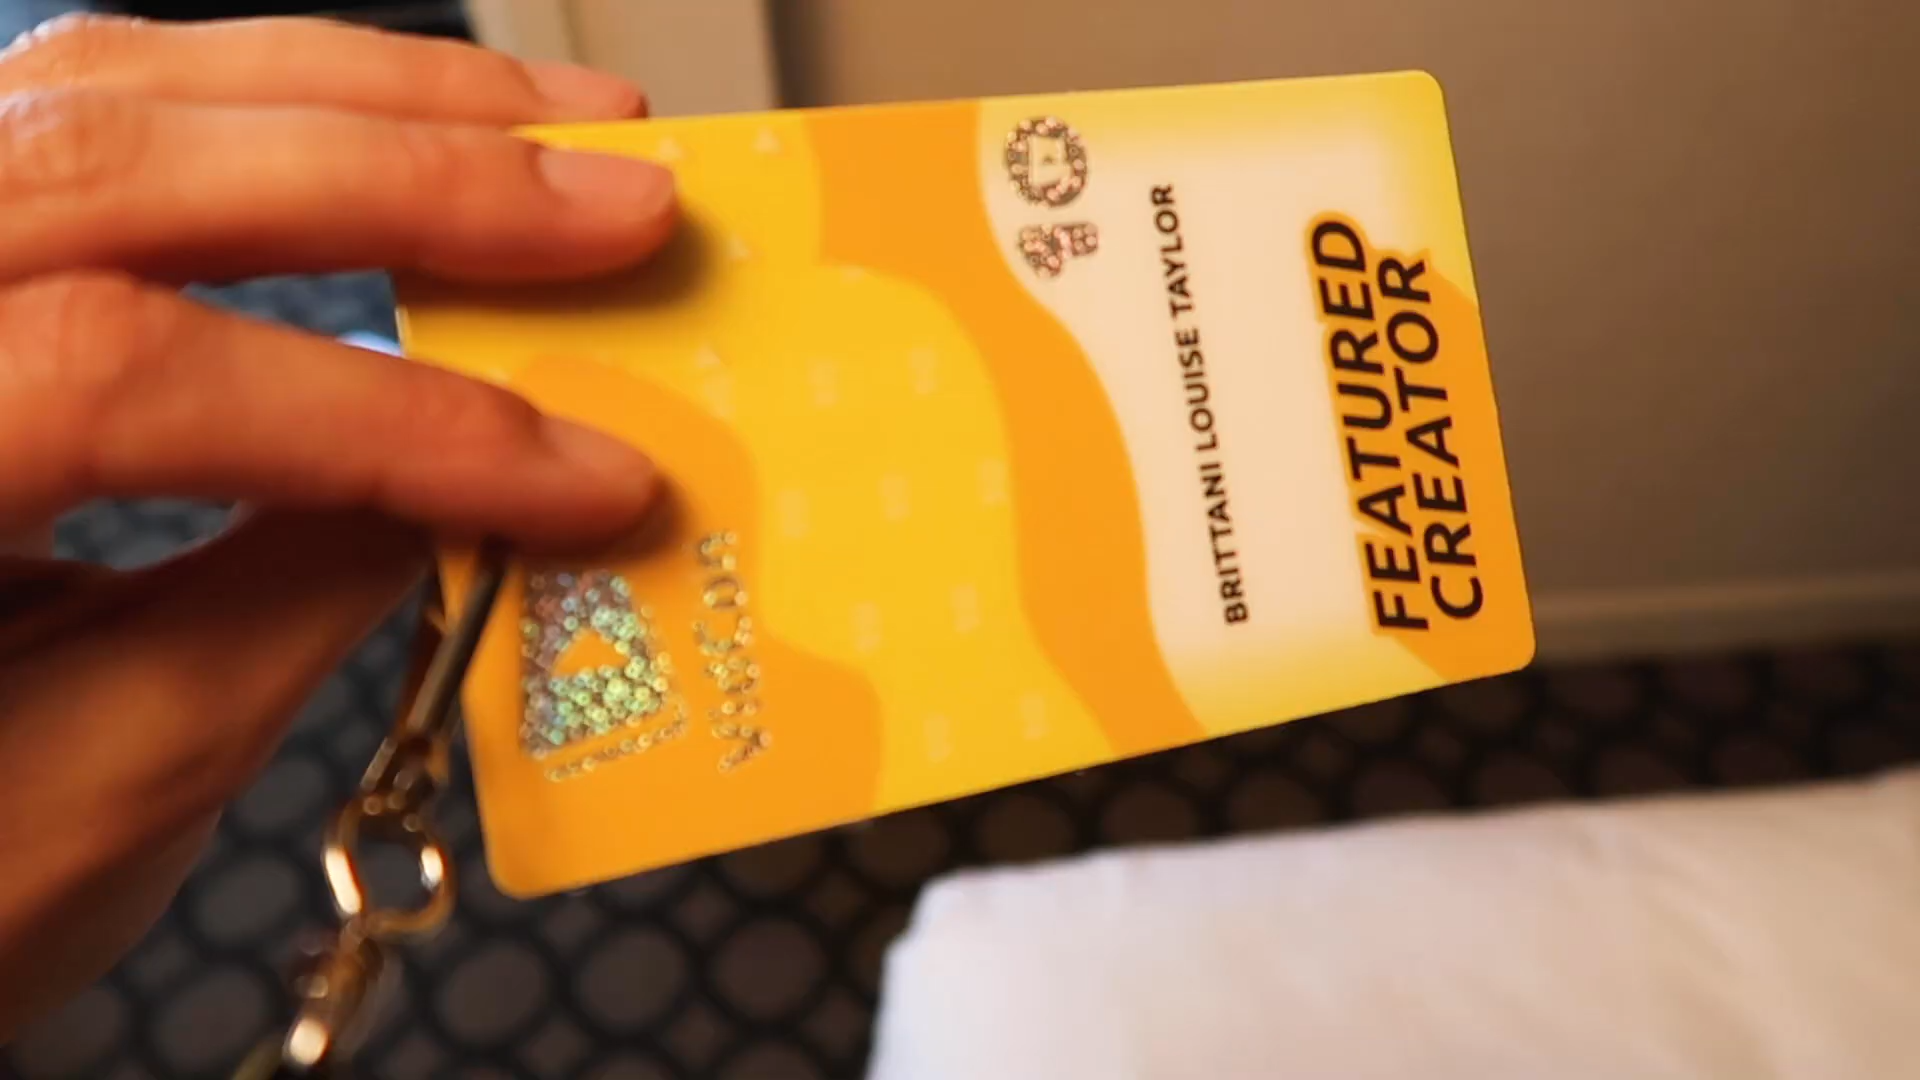 VIDCON
BRITTANI LOUISE TAYLOR
FEATURED
CREATOR